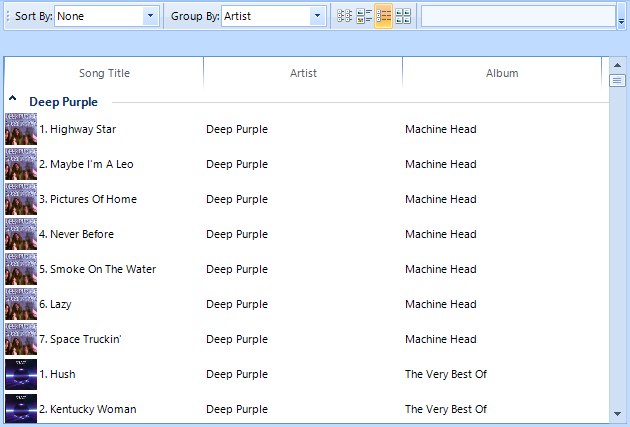 Sort By: None Group By: Artist
Song Title Artist Album
Deep Purple
1. Highway Star Deep Purple Machine Head
2. Maybe I'm A Leo Deep Purple Machine Head
3. Pictures Of Home Deep Purple Machine Head
4. Never Before Deep Purple Machine Head
5. Smoke On The Water Deep Purple Machine Head
6. Lazy Deep Purple Machine Head
7. Space Truckin' Deep Purple Machine Head
1. Hush Deep Purple The Very Best Of
2. Kentucky Woman Deep Purple The Very Best Of